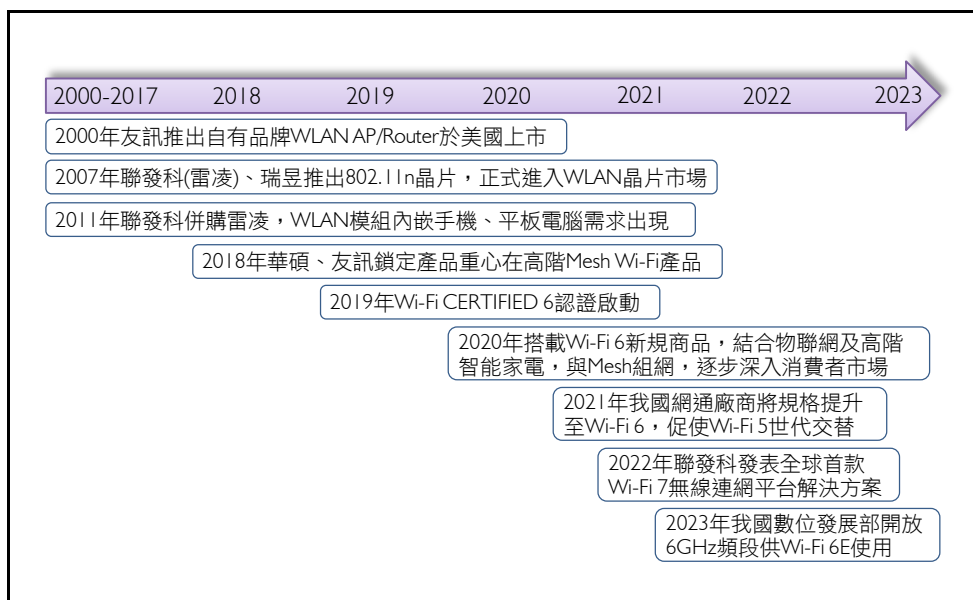 2000-2017 2018 2019 2020 2021 2022 2023
2000年友訊推出自有品牌WLAN AP/Router於美國上市
2007年聯發科(雷凌)、瑞昱推出802.11n晶片，正式進入WLAN晶片市場
2011年聯發科併購雷凌，WLAN模組內嵌手機、平板電腦需求出現
2018年華碩、友訊鎖定產品重心在高階Mesh Wi-Fi產品
2019年Wi-Fi CERTIFIED 6認證啟動
2020年搭載Wi-Fi 6新規商品，結合物聯網及高階
智能家電，與Mesh組網，逐步深入消費者市場
2021年我國網通廠商將規格提升
至Wi-Fi 6，促使Wi-Fi 5世代交替
2022年聯發科發表全球首款
Wi-Fi 7無線連網平台解決方案
2023年我國數位發展部開放
6GHz頻段供Wi-Fi 6E使用